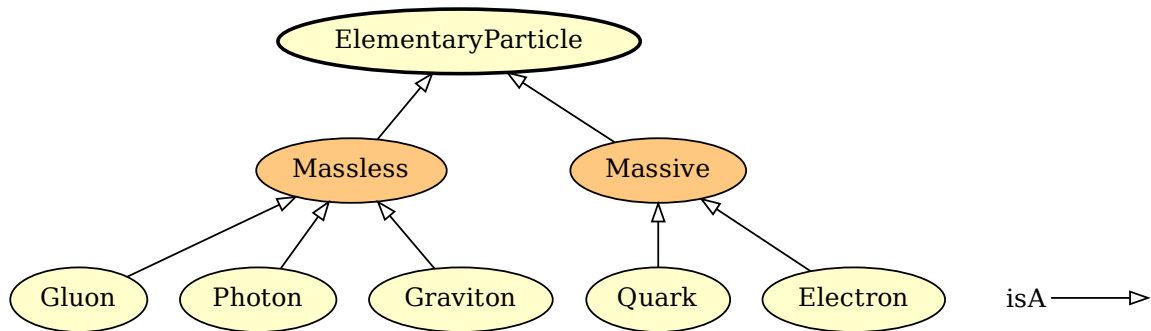 ElementaryParticle
Massless
Massive
Gluon
Photon
Graviton
Quark
Electron
isA